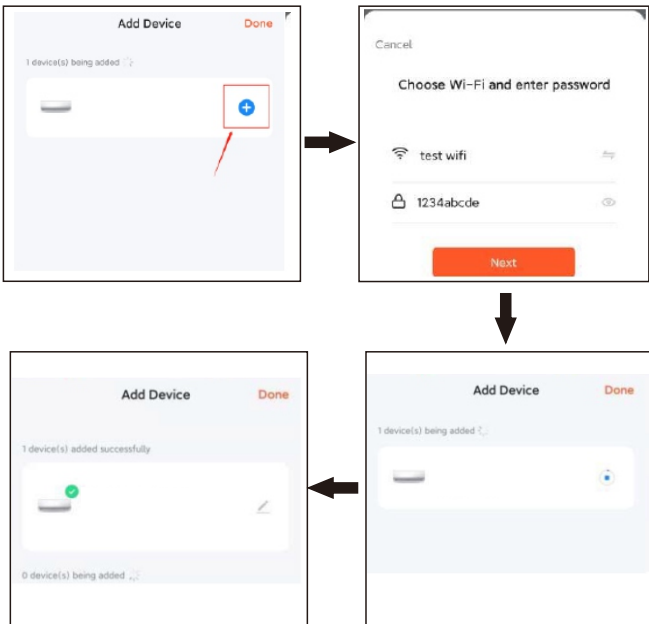 Add Device Done
1 device(s) being added
Cancel
Choose Wi-Fi and enter password
test wifi
1234abcde
Next
Add Device Done
1 device(s) being added
Add Device Done
1 device(s) added successfully
0 device(s) being added